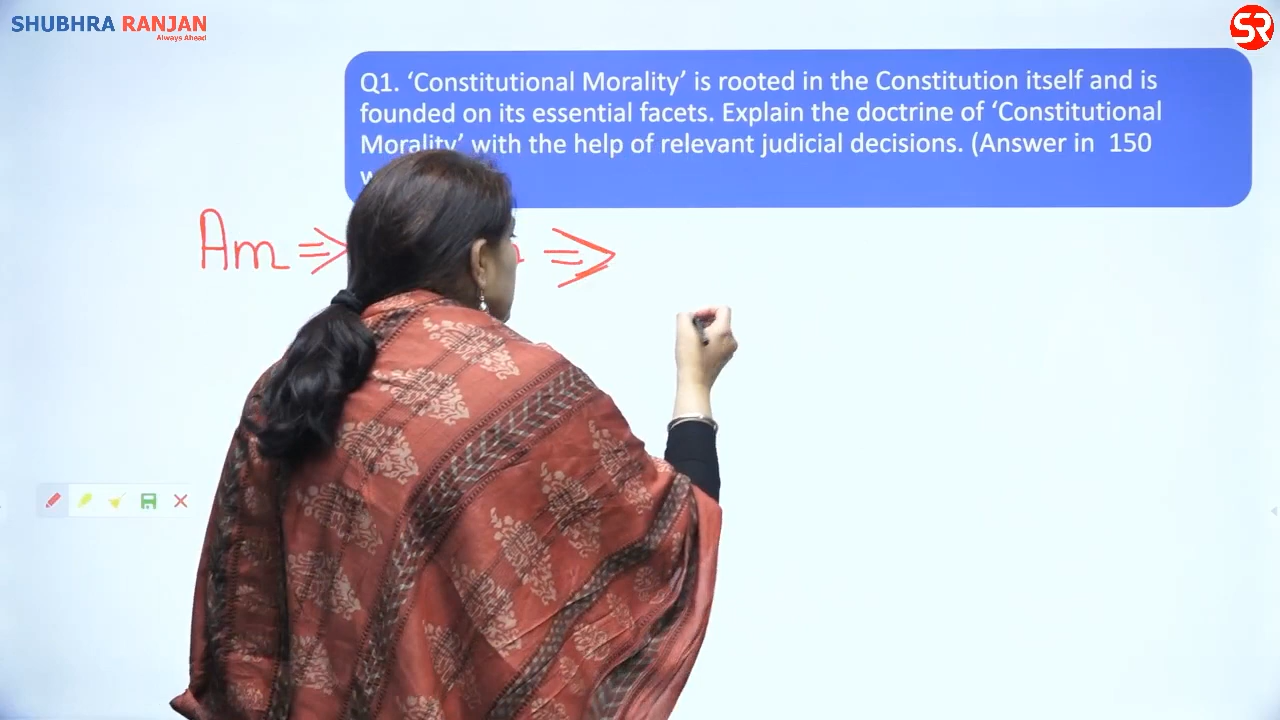 SHUBHRA RANJAN
Always Ahead
SR
Q1. ‘Constitutional Morality’ is rooted in the Constitution itself and is
founded on its essential facets. Explain the doctrine of ‘Constitutional
Morality’ with the help of relevant judicial decisions. (Answer in 150
Am ⇒ ⇒